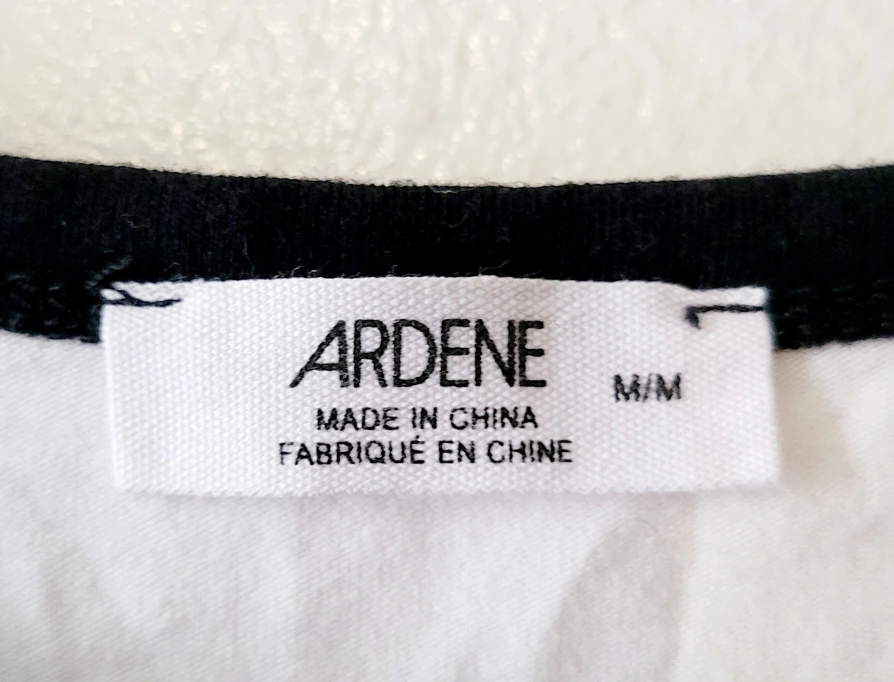 ARDENE
M/M
MADE IN CHINA
FABRIQUÉ EN CHINE